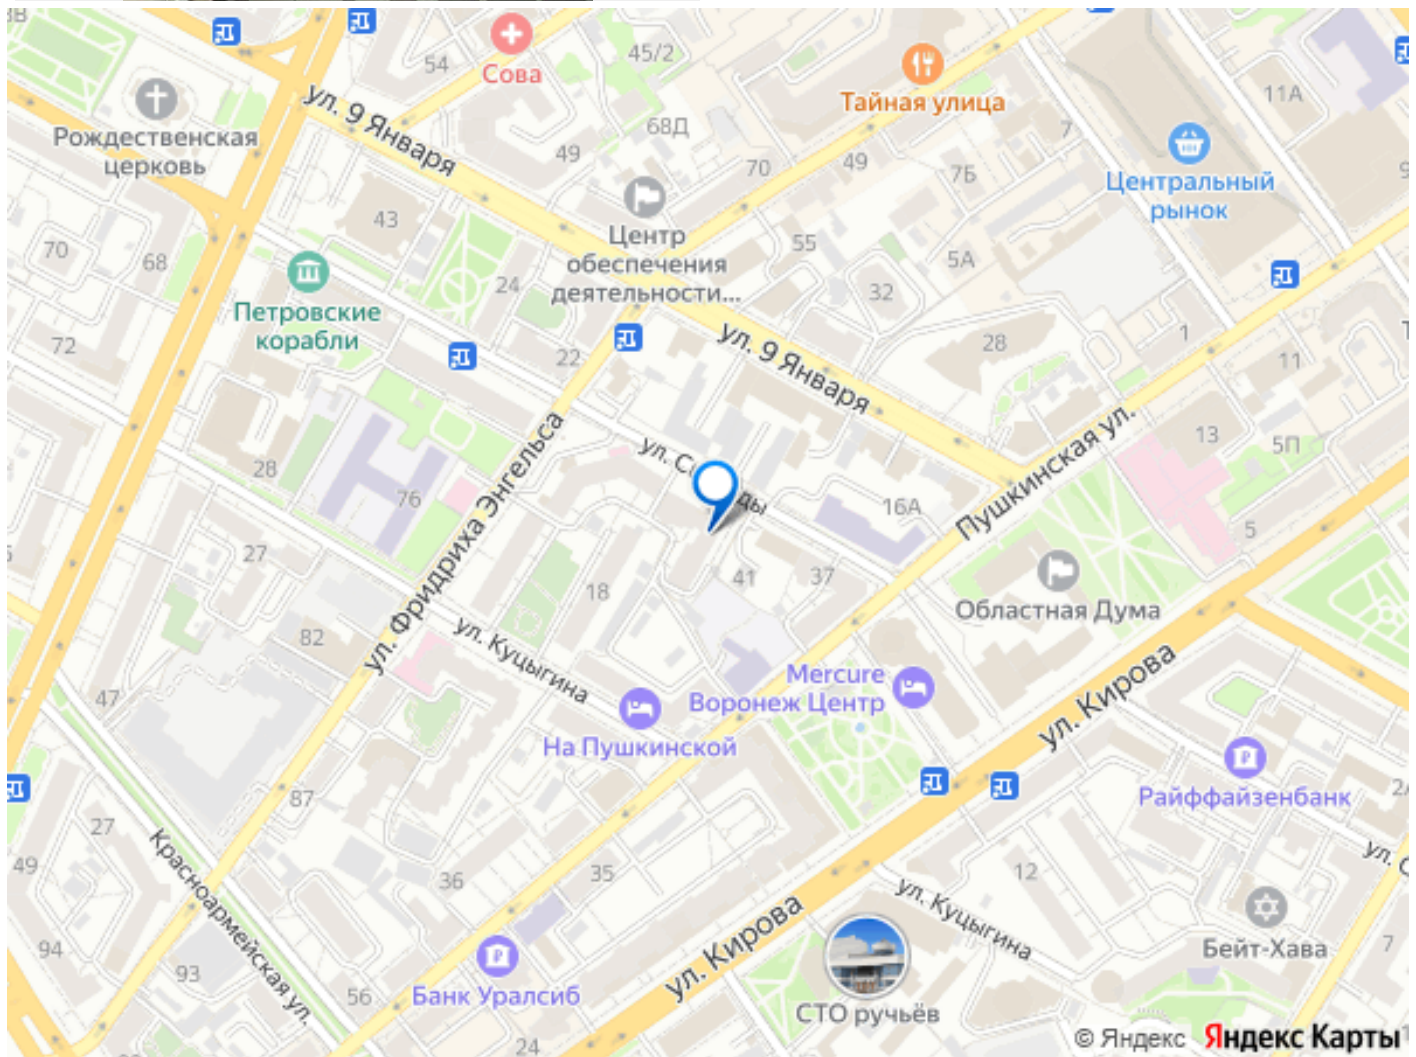 54
Сова
45/2
Тайная улица
11А
Рождественская
церковь
ул. 9 Января
68Д
49
70
49
7
7Б
Центральный
рынок
9
43
Центр
обеспечения
деятельности...
55
5А
70
68
24
32
Петровские
корабли
72
22
ул. 9 Января
28
1
11
28
76
ул. Фридриха Энгельса
16А
Пушкинская ул.
13
5П
5
27
18
41
37
Областная Дума
82
ул. Куцыгина
47
Mercure
Воронеж Центр
На Пушкинской
ул. Кирова
Райффайзенбанк
87
27
49
Красноармейская ул.
36
35
12
ул. Куцыгина
Бейт-Хава
7
94
93
56
Банк Уралсиб
ул. Кирова
СТО ручьёв
24
© Яндекс Яндекс Карты